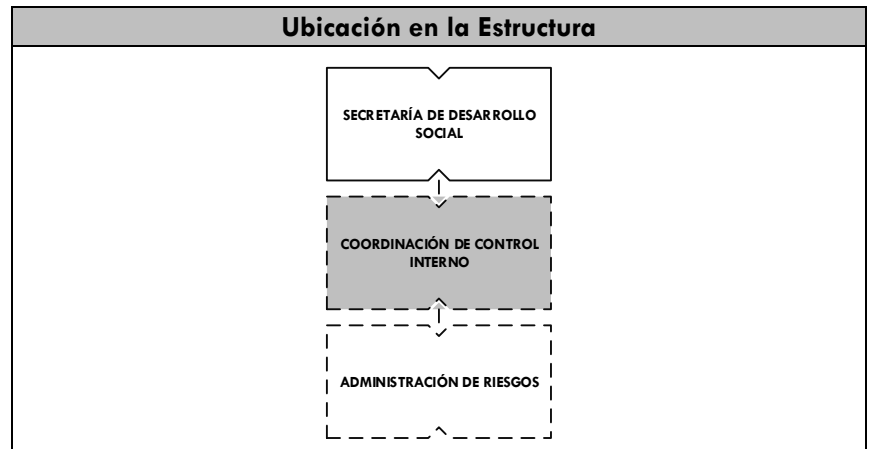 Ubicación en la Estructura
SECRETARÍA DE DESARROLLO
SOCIAL
COORDINACIÓN DE CONTROL
INTERNO
ADMINISTRACIÓN DE RIESGOS